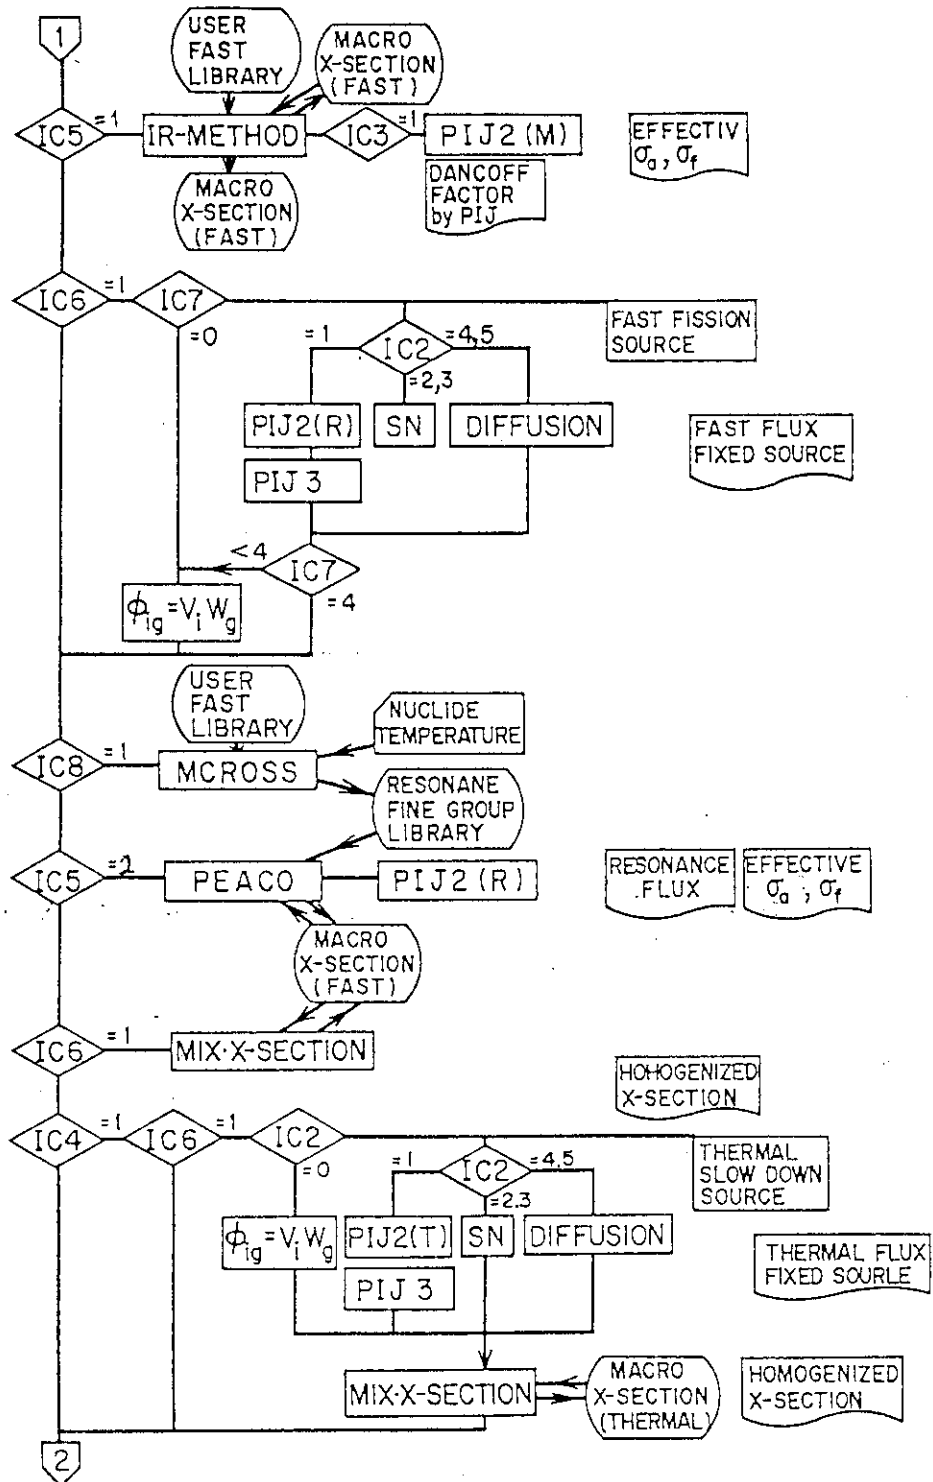 1
USER
FAST
LIBRARY
MACRO
X-SECTION
(FAST)
IC5
=1
IR-METHOD
IC3
=1
PIJ2(M)
EFFECTIV
σa, σf
MACRO
X-SECTION
(FAST)
DANCOFF
FACTOR
by PIJ
IC6
=1
IC7
=0
FAST FISSION
SOURCE
=1
IC2
=4,5
=2,3
PIJ2(R)
SN
DIFFUSION
FAST FLUX
FIXED SOURCE
PIJ 3
<4
IC7
=4
ϕig=ViWg
USER
FAST
LIBRARY
NUCLIDE
TEMPERATURE
IC8
=1
MCROSS
RESONANE
FINE GROUP
LIBRARY
IC5
=2
PEACO
PIJ2(R)
RESONANCE
FLUX
EFFECTIVE
σa, σf
MACRO
X-SECTION
(FAST)
IC6
=1
MIX·X-SECTION
HOHOGENIZED
X-SECTION
IC4
=1
IC6
=1
IC2
=0
THERMAL
SLOW DOWN
SOURCE
=1
IC2
=4,5
=2.3
ϕig=ViWg
PIJ2(T)
SN
DIFFUSION
THERMAL FLUX
FIXED SOURLE
PIJ 3
MIX·X-SECTION
MACRO
X-SECTION
(THERMAL)
HOMOGENIZED
X-SECTION
2